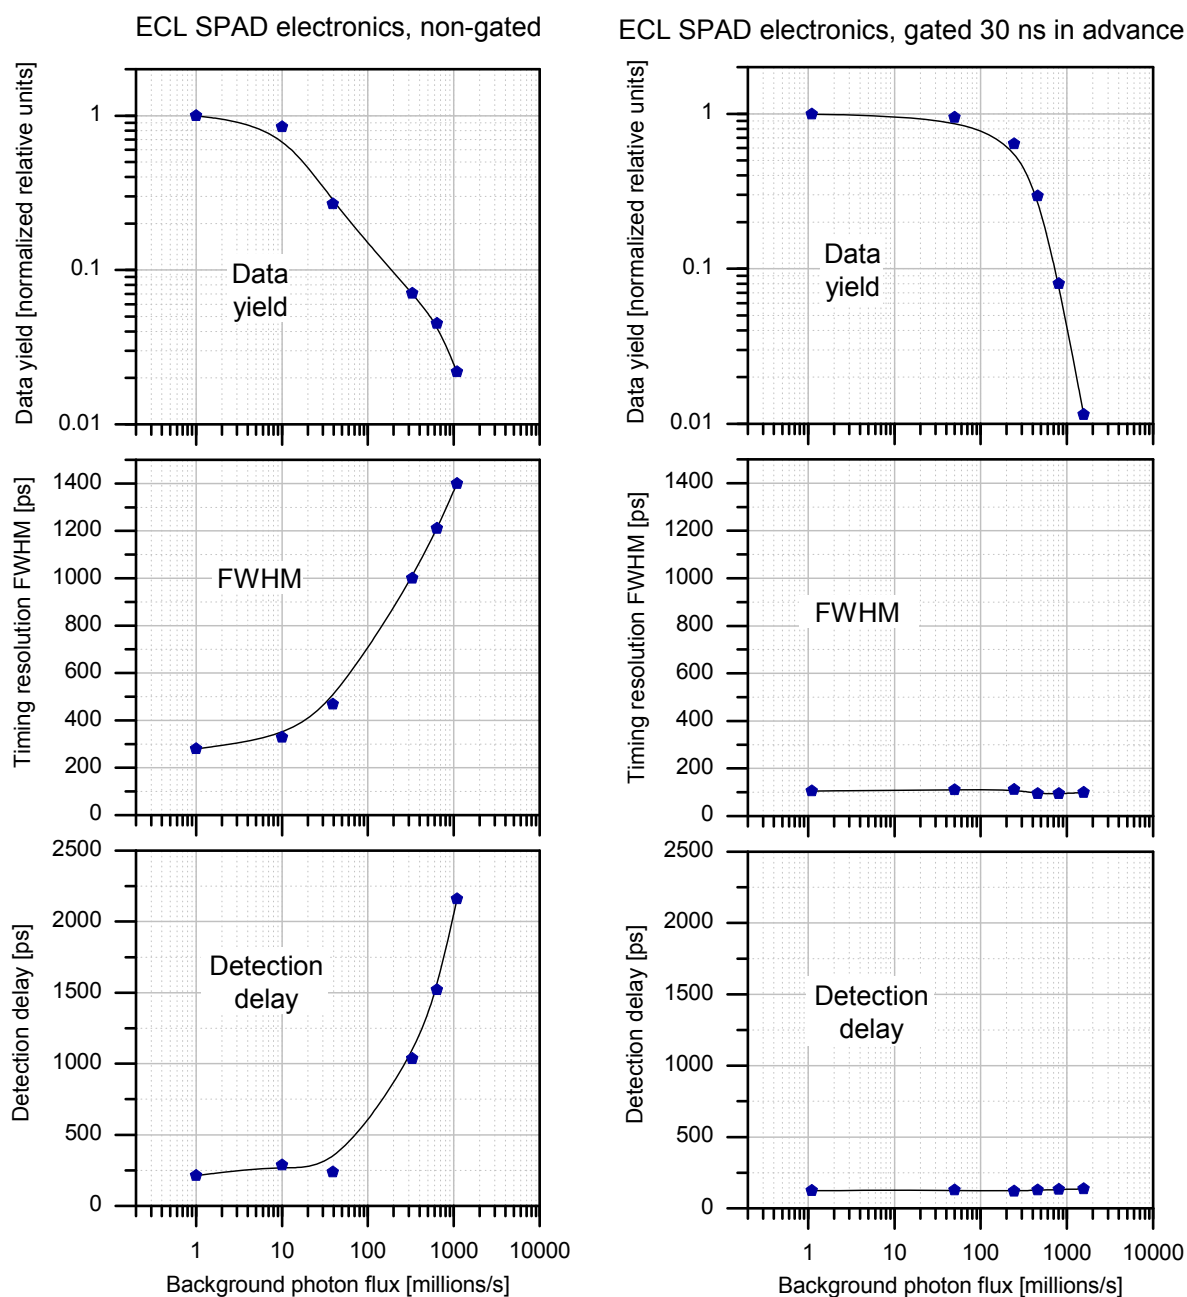 ECL SPAD electronics, non-gated
Data yield [normalized relative units]
1
0.1
0.01
Data
yield
Timing resolution FWHM [ps]
1400
1200
1000
800
600
400
200
0
FWHM
Detection delay [ps]
2500
2000
1500
1000
500
0
Detection
delay
1 10 100 1000 10000
Background photon flux [millions/s]
ECL SPAD electronics, gated 30 ns in advance
Data yield [normalized relative units]
1
0.1
0.01
Data
yield
Timing resolution FWHM [ps]
1400
1200
1000
800
600
400
200
0
FWHM
Detection delay [ps]
2500
2000
1500
1000
500
0
Detection
delay
1 10 100 1000 10000
Background photon flux [millions/s]